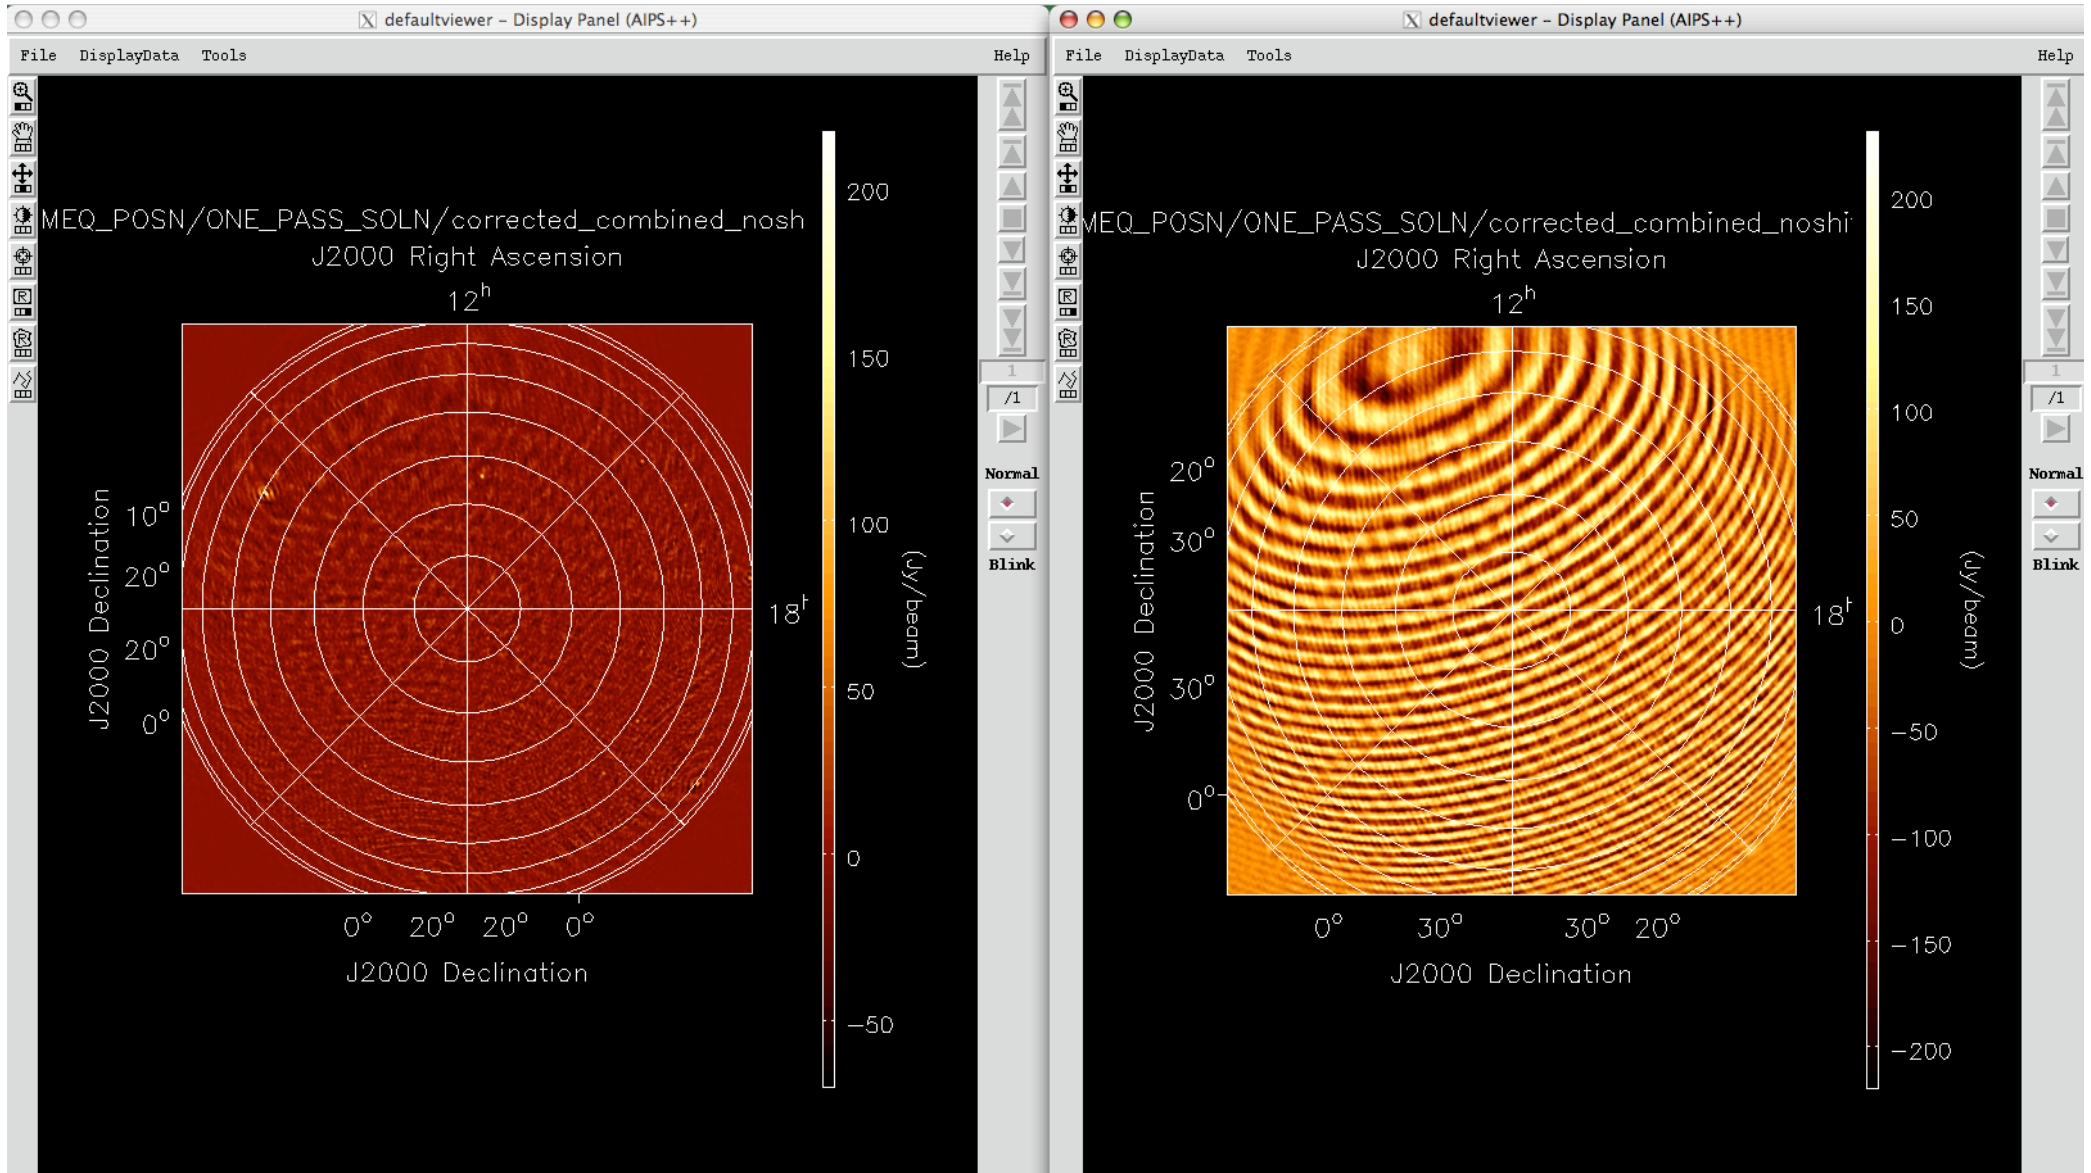 defaultviewer - Display Panel (AIPS++)
File DisplayData Tools Help
MEQ_POSN/ONE_PASS_SOLN/corrected_combined_nosh
J2000 Right Ascension
12h
200
150
100
50
0
-50
(Jy/beam)
J2000 Declination
10°
20°
20°
0°
18h
0° 20° 20° 0°
J2000 Declination
1
/1
Normal
Blink
defaultviewer - Display Panel (AIPS++)
File DisplayData Tools Help
MEQ_POSN/ONE_PASS_SOLN/corrected_combined_noshi
J2000 Right Ascension
12h
200
150
100
50
0
-50
-100
-150
-200
(Jy/beam)
J2000 Declination
20°
30°
30°
0°
18h
0° 30° 30° 20°
J2000 Declination
1
/1
Normal
Blink